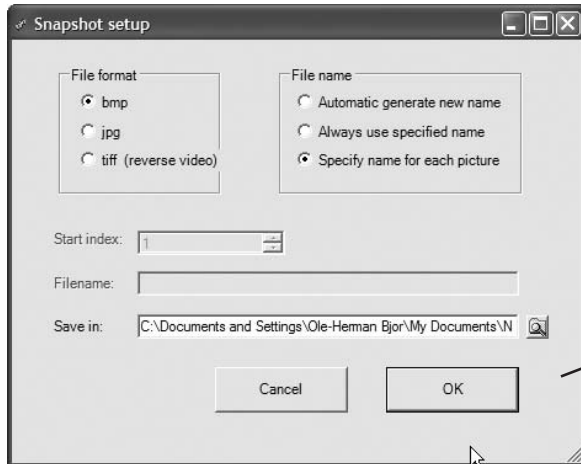 Snapshot setup
File format
bmp
jpg
tiff (reverse video)
File name
Automatic generate new name
Always use specified name
Specify name for each picture
Start index: 1
Filename:
Save in: C:\Documents and Settings\Ole-Herman Bjor\My Documents\N
Cancel OK